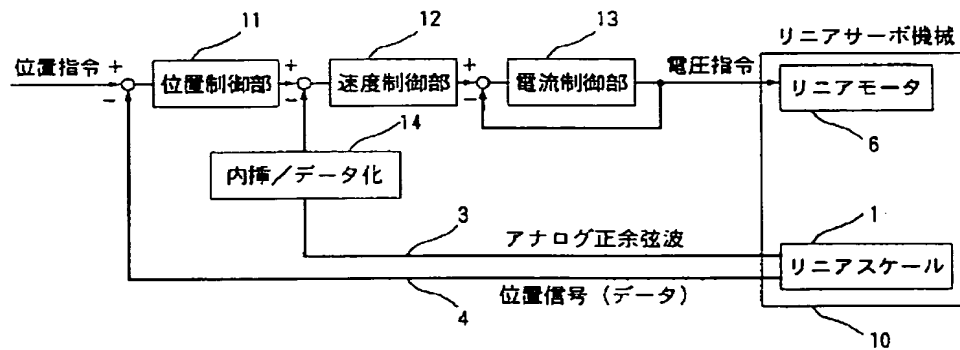 11
12
13
リニアサーボ機械
位置指令
+
−
位置制御部
+
−
速度制御部
+
−
電流制御部
電圧指令
リニアモータ
6
14
内挿／データ化
3
アナログ正余弦波
1
リニアスケール
4
位置信号（データ）
10